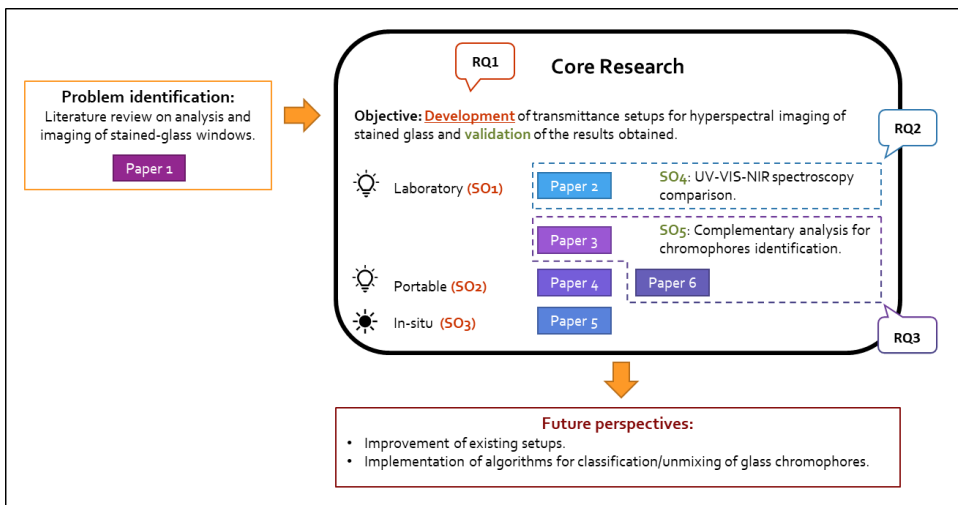 RQ1
Core Research
Problem identification:
Literature review on analysis and
imaging of stained-glass windows.
Paper 1
Objective: Development of transmittance setups for hyperspectral imaging of
stained glass and validation of the results obtained.
RQ2
Laboratory (SO1)
Paper 2
SO4: UV-VIS-NIR spectroscopy
comparison.
Paper 3
SO5: Complementary analysis for
chromophores identification.
Portable (SO2)
Paper 4
Paper 6
In-situ (SO3)
Paper 5
RQ3
Future perspectives:
• Improvement of existing setups.
• Implementation of algorithms for classification/unmixing of glass chromophores.